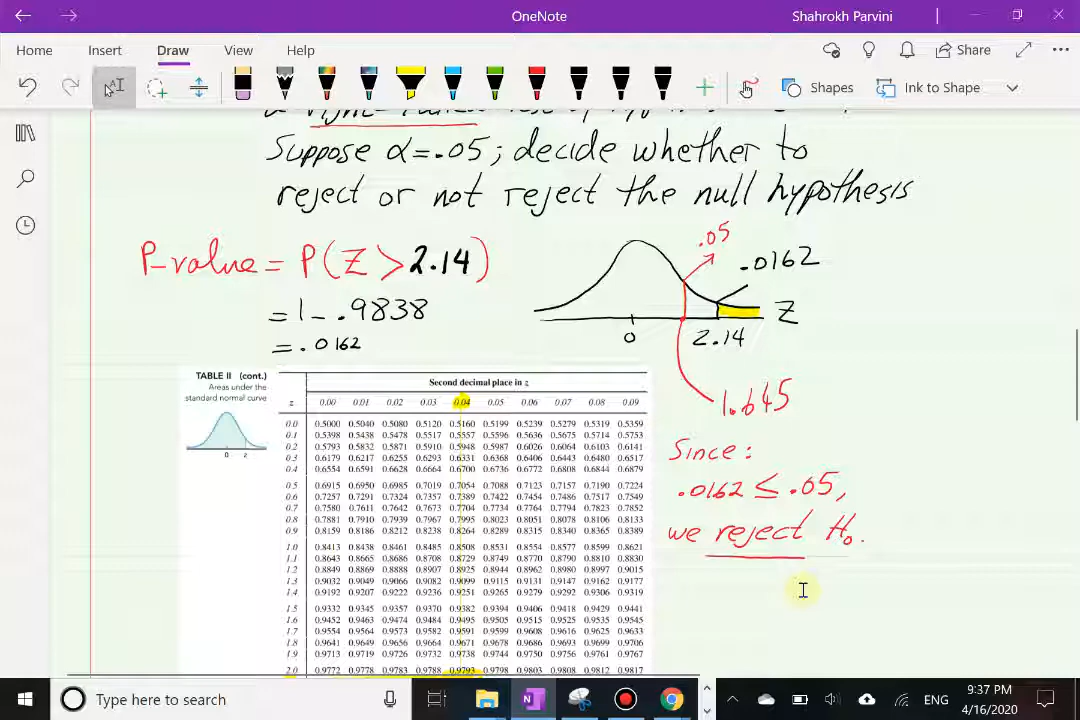 OneNote
Shahrokh Parvini
Home Insert Draw View Help
Share
Shapes
Ink to Shape
Suppose α=.05; decide whether to
reject or not reject the null hypothesis
P-value = P(Z > 2.14)
= 1 - .9838
= .0162
.05
.0162
0
2.14
Z
1.645
Since:
.0162 ≤ .05,
we reject H₀.
TABLE II (cont.)
Areas under the
standard normal curve
0 z
Second decimal place in z
z 0.00 0.01 0.02 0.03 0.04 0.05 0.06 0.07 0.08 0.09
0.0 0.5000 0.5040 0.5080 0.5120 0.5160 0.5199 0.5239 0.5279 0.5319 0.5359
0.1 0.5398 0.5438 0.5478 0.5517 0.5557 0.5596 0.5636 0.5675 0.5714 0.5753
0.2 0.5793 0.5832 0.5871 0.5910 0.5948 0.5987 0.6026 0.6064 0.6103 0.6141
0.3 0.6179 0.6217 0.6255 0.6293 0.6331 0.6368 0.6406 0.6443 0.6480 0.6517
0.4 0.6554 0.6591 0.6628 0.6664 0.6700 0.6736 0.6772 0.6808 0.6844 0.6879
0.5 0.6915 0.6950 0.6985 0.7019 0.7054 0.7088 0.7123 0.7157 0.7190 0.7224
0.6 0.7257 0.7291 0.7324 0.7357 0.7389 0.7422 0.7454 0.7486 0.7517 0.7549
0.7 0.7580 0.7611 0.7642 0.7673 0.7704 0.7734 0.7764 0.7794 0.7823 0.7852
0.8 0.7881 0.7910 0.7939 0.7967 0.7995 0.8023 0.8051 0.8078 0.8106 0.8133
0.9 0.8159 0.8186 0.8212 0.8238 0.8264 0.8289 0.8315 0.8340 0.8365 0.8389
1.0 0.8413 0.8438 0.8461 0.8485 0.8508 0.8531 0.8554 0.8577 0.8599 0.8621
1.1 0.8643 0.8665 0.8686 0.8708 0.8729 0.8749 0.8770 0.8790 0.8810 0.8830
1.2 0.8849 0.8869 0.8888 0.8907 0.8925 0.8944 0.8962 0.8980 0.8997 0.9015
1.3 0.9032 0.9049 0.9066 0.9082 0.9099 0.9115 0.9131 0.9147 0.9162 0.9177
1.4 0.9192 0.9207 0.9222 0.9236 0.9251 0.9265 0.9279 0.9292 0.9306 0.9319
1.5 0.9332 0.9345 0.9357 0.9370 0.9382 0.9394 0.9406 0.9418 0.9429 0.9441
1.6 0.9452 0.9463 0.9474 0.9484 0.9495 0.9505 0.9515 0.9525 0.9535 0.9545
1.7 0.9554 0.9564 0.9573 0.9582 0.9591 0.9599 0.9608 0.9616 0.9625 0.9633
1.8 0.9641 0.9649 0.9656 0.9664 0.9671 0.9678 0.9686 0.9693 0.9699 0.9706
1.9 0.9713 0.9719 0.9726 0.9732 0.9738 0.9744 0.9750 0.9756 0.9761 0.9767
2.0 0.9772 0.9778 0.9783 0.9788 0.9793 0.9798 0.9803 0.9808 0.9812 0.9817
Type here to search
ENG
9:37 PM
4/16/2020